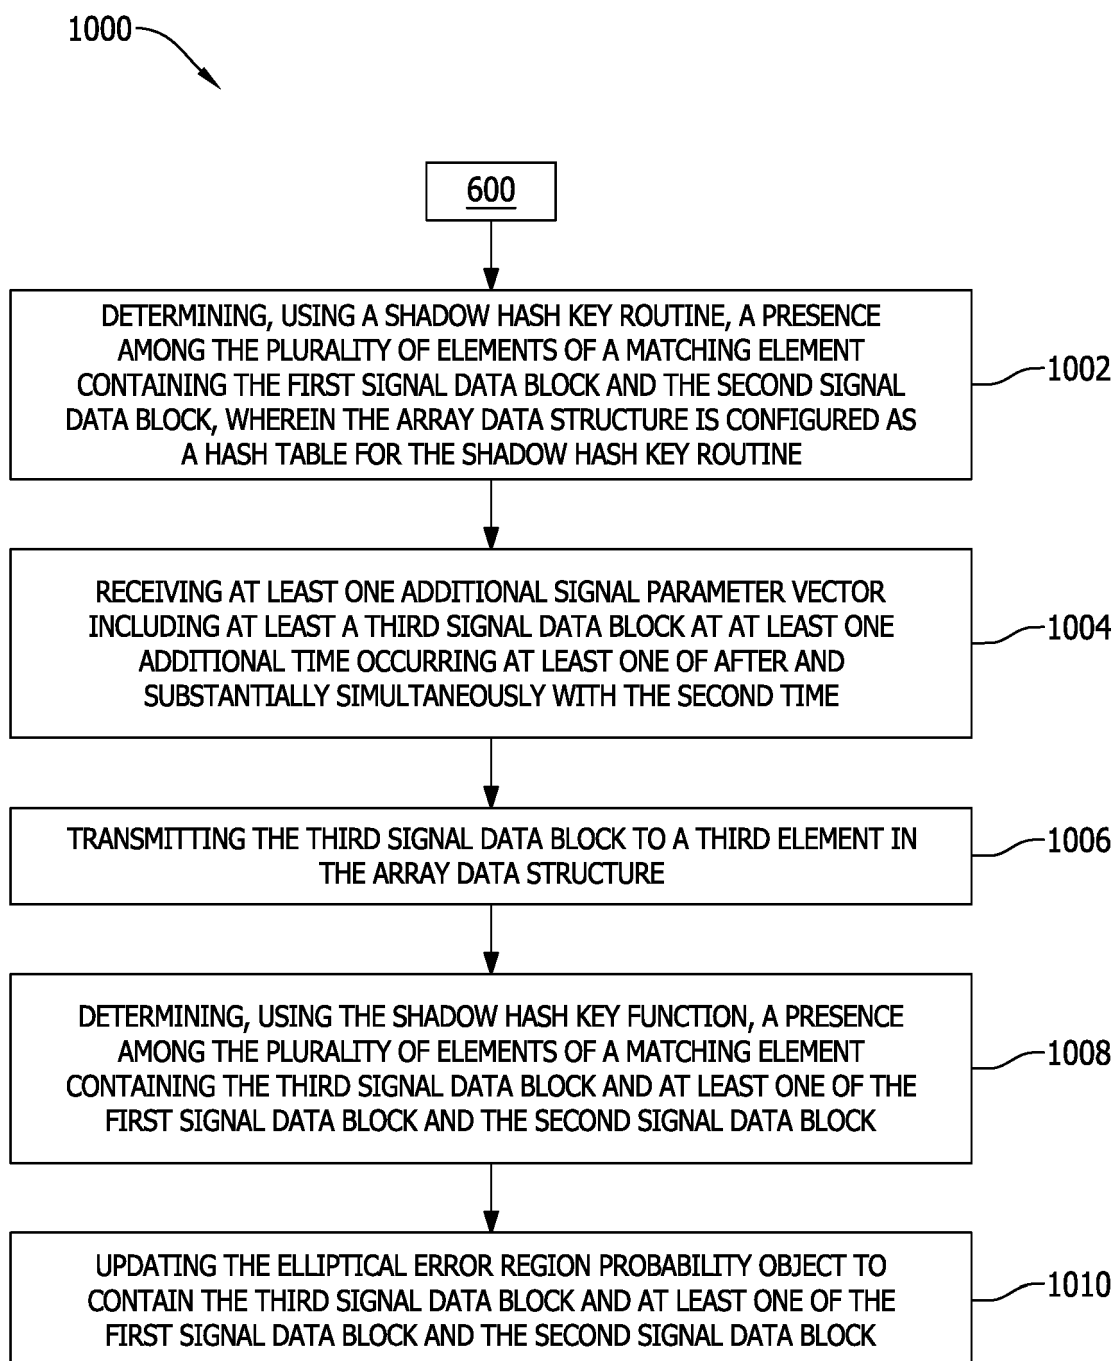 1000
600
DETERMINING, USING A SHADOW HASH KEY ROUTINE, A PRESENCE
AMONG THE PLURALITY OF ELEMENTS OF A MATCHING ELEMENT
CONTAINING THE FIRST SIGNAL DATA BLOCK AND THE SECOND SIGNAL
DATA BLOCK, WHEREIN THE ARRAY DATA STRUCTURE IS CONFIGURED AS
A HASH TABLE FOR THE SHADOW HASH KEY ROUTINE
1002
RECEIVING AT LEAST ONE ADDITIONAL SIGNAL PARAMETER VECTOR
INCLUDING AT LEAST A THIRD SIGNAL DATA BLOCK AT AT LEAST ONE
ADDITIONAL TIME OCCURRING AT LEAST ONE OF AFTER AND
SUBSTANTIALLY SIMULTANEOUSLY WITH THE SECOND TIME
1004
TRANSMITTING THE THIRD SIGNAL DATA BLOCK TO A THIRD ELEMENT IN
THE ARRAY DATA STRUCTURE
1006
DETERMINING, USING THE SHADOW HASH KEY FUNCTION, A PRESENCE
AMONG THE PLURALITY OF ELEMENTS OF A MATCHING ELEMENT
CONTAINING THE THIRD SIGNAL DATA BLOCK AND AT LEAST ONE OF THE
FIRST SIGNAL DATA BLOCK AND THE SECOND SIGNAL DATA BLOCK
1008
UPDATING THE ELLIPTICAL ERROR REGION PROBABILITY OBJECT TO
CONTAIN THE THIRD SIGNAL DATA BLOCK AND AT LEAST ONE OF THE
FIRST SIGNAL DATA BLOCK AND THE SECOND SIGNAL DATA BLOCK
1010